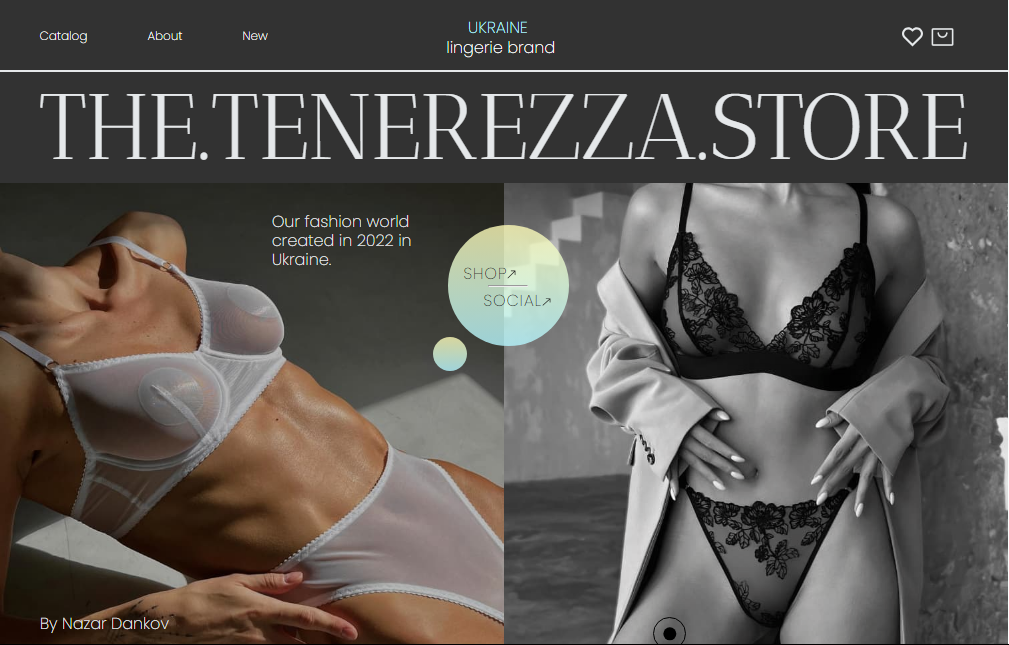 Catalog
About
New
UKRAINE
lingerie brand
THE.TENEREZZA.STORE
Our fashion world
created in 2022 in
Ukraine.
SHOP↗
SOCIAL↗
By Nazar Dankov